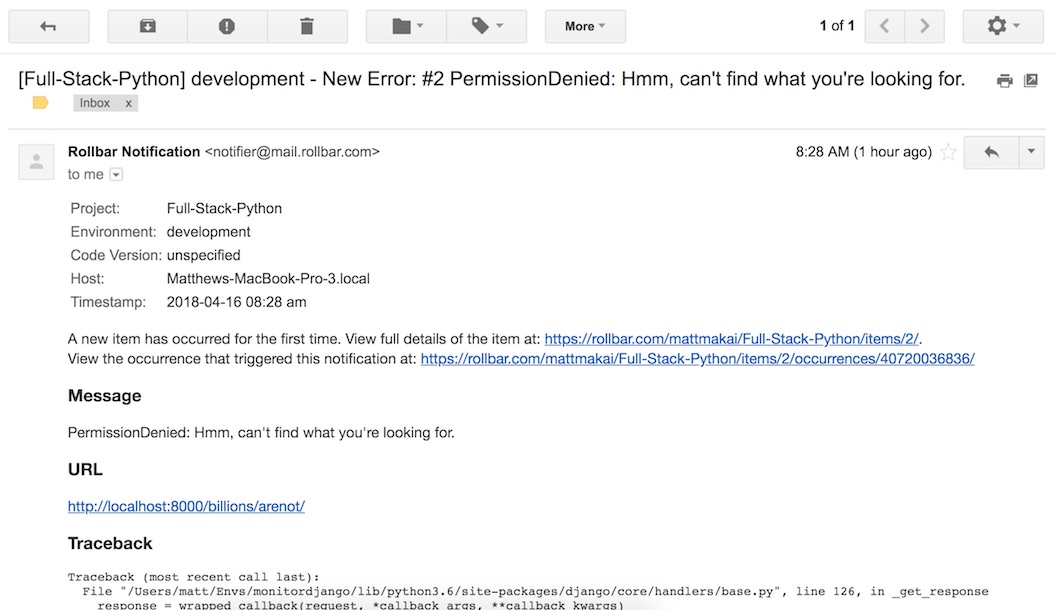 More
1 of 1
[Full-Stack-Python] development - New Error: #2 PermissionDenied: Hmm, can't find what you're looking for.
Inbox x
Rollbar Notification <notifier@mail.rollbar.com>
8:28 AM (1 hour ago)
to me
Project: Full-Stack-Python
Environment: development
Code Version: unspecified
Host: Matthews-MacBook-Pro-3.local
Timestamp: 2018-04-16 08:28 am
A new item has occurred for the first time. View full details of the item at: https://rollbar.com/mattmakai/Full-Stack-Python/items/2/.
View the occurrence that triggered this notification at: https://rollbar.com/mattmakai/Full-Stack-Python/items/2/occurrences/40720036836/
Message
PermissionDenied: Hmm, can't find what you're looking for.
URL
http://localhost:8000/billions/arenot/
Traceback
Traceback (most recent call last):
File "/Users/matt/Envs/monitordjango/lib/python3.6/site-packages/django/core/handlers/base.py", line 126, in _get_response
response = wrapped_callback(request, *callback_args, **callback_kwargs)